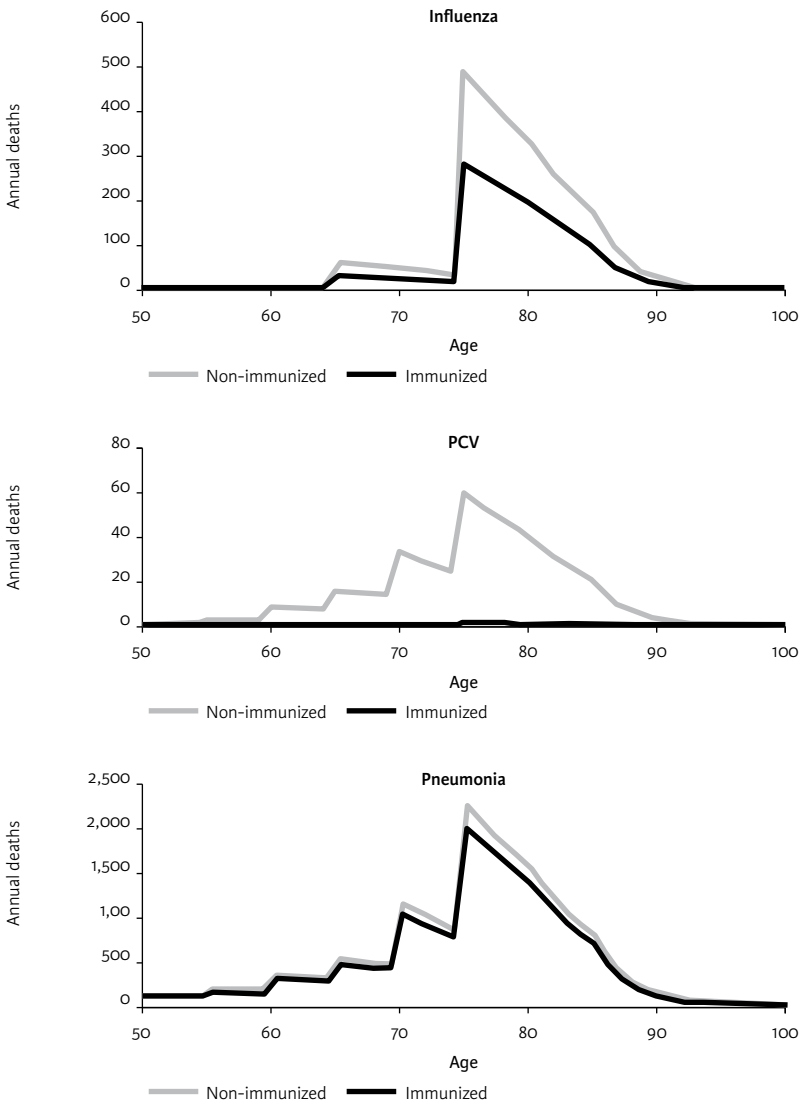 Influenza
Annual deaths
600
500
400
300
200
100
0
50 60 70 80 90 100
Age
Non-immunized Immunized
PCV
Annual deaths
80
60
40
20
0
50 60 70 80 90 100
Age
Non-immunized Immunized
Pneumonia
Annual deaths
2,500
2,000
1,500
1,00
500
0
50 60 70 80 90 100
Age
Non-immunized Immunized